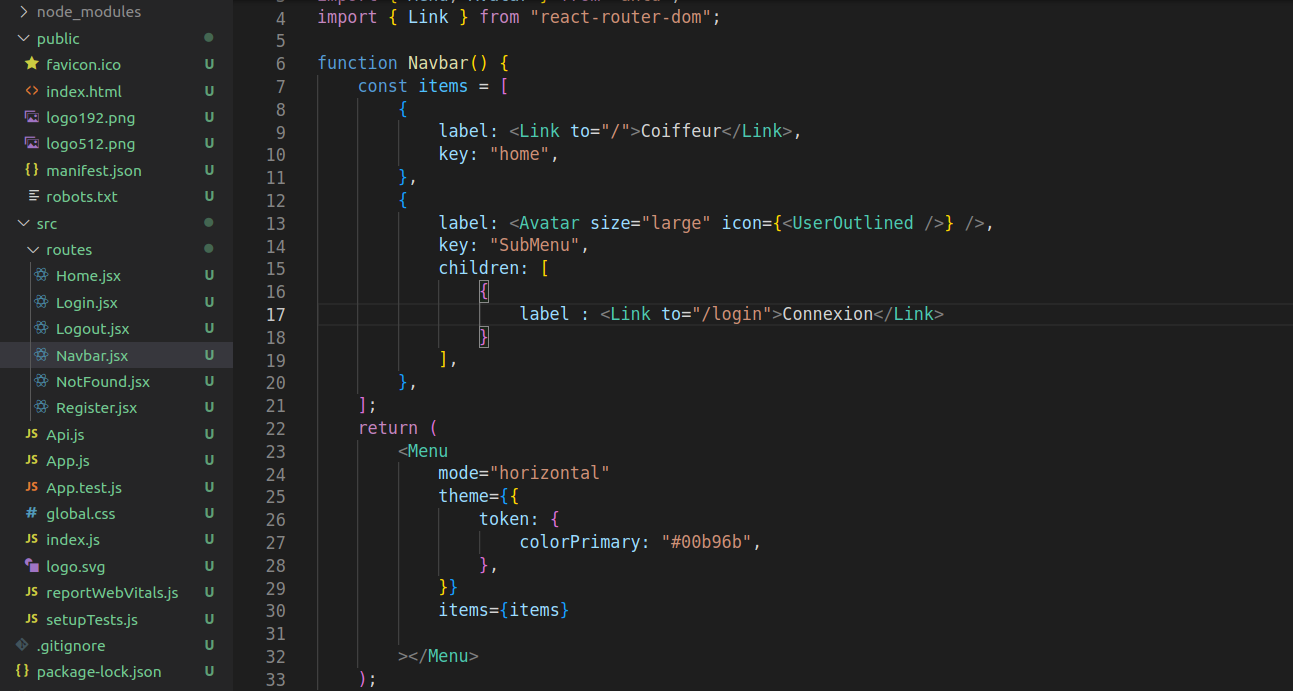 node_modules
public
favicon.ico U
index.html U
logo192.png U
logo512.png U
manifest.json U
robots.txt U
src
routes
Home.jsx U
Login.jsx U
Logout.jsx U
Navbar.jsx U
NotFound.jsx U
Register.jsx U
JS Api.js U
JS App.js U
JS App.test.js U
# global.css U
JS index.js U
logo.svg U
JS reportWebVitals.js U
JS setupTests.js U
.gitignore U
{} package-lock.json U
4 import { Link } from "react-router-dom";
5
6 function Navbar() {
7 const items = [
8 {
9 label: <Link to="/">Coiffeur</Link>,
10 key: "home",
11 },
12 {
13 label: <Avatar size="large" icon={<UserOutlined />} />,
14 key: "SubMenu",
15 children: [
16 {
17 label : <Link to="/login">Connexion</Link>
18 }
19 ],
20 },
21 ];
22 return (
23 <Menu
24 mode="horizontal"
25 theme={{
26 token: {
27 colorPrimary: "#00b96b",
28 },
29 }}
30 items={items}
31
32 ></Menu>
33 );